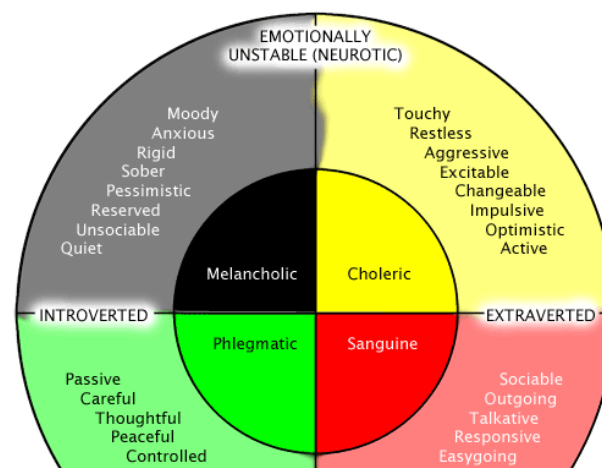 EMOTIONALLY
UNSTABLE (NEUROTIC)
Moody
Anxious
Rigid
Sober
Pessimistic
Reserved
Unsociable
Quiet
Touchy
Restless
Aggressive
Excitable
Changeable
Impulsive
Optimistic
Active
Melancholic
Choleric
INTROVERTED
EXTRAVERTED
Phlegmatic
Sanguine
Passive
Careful
Thoughtful
Peaceful
Controlled
Sociable
Outgoing
Talkative
Responsive
Easygoing